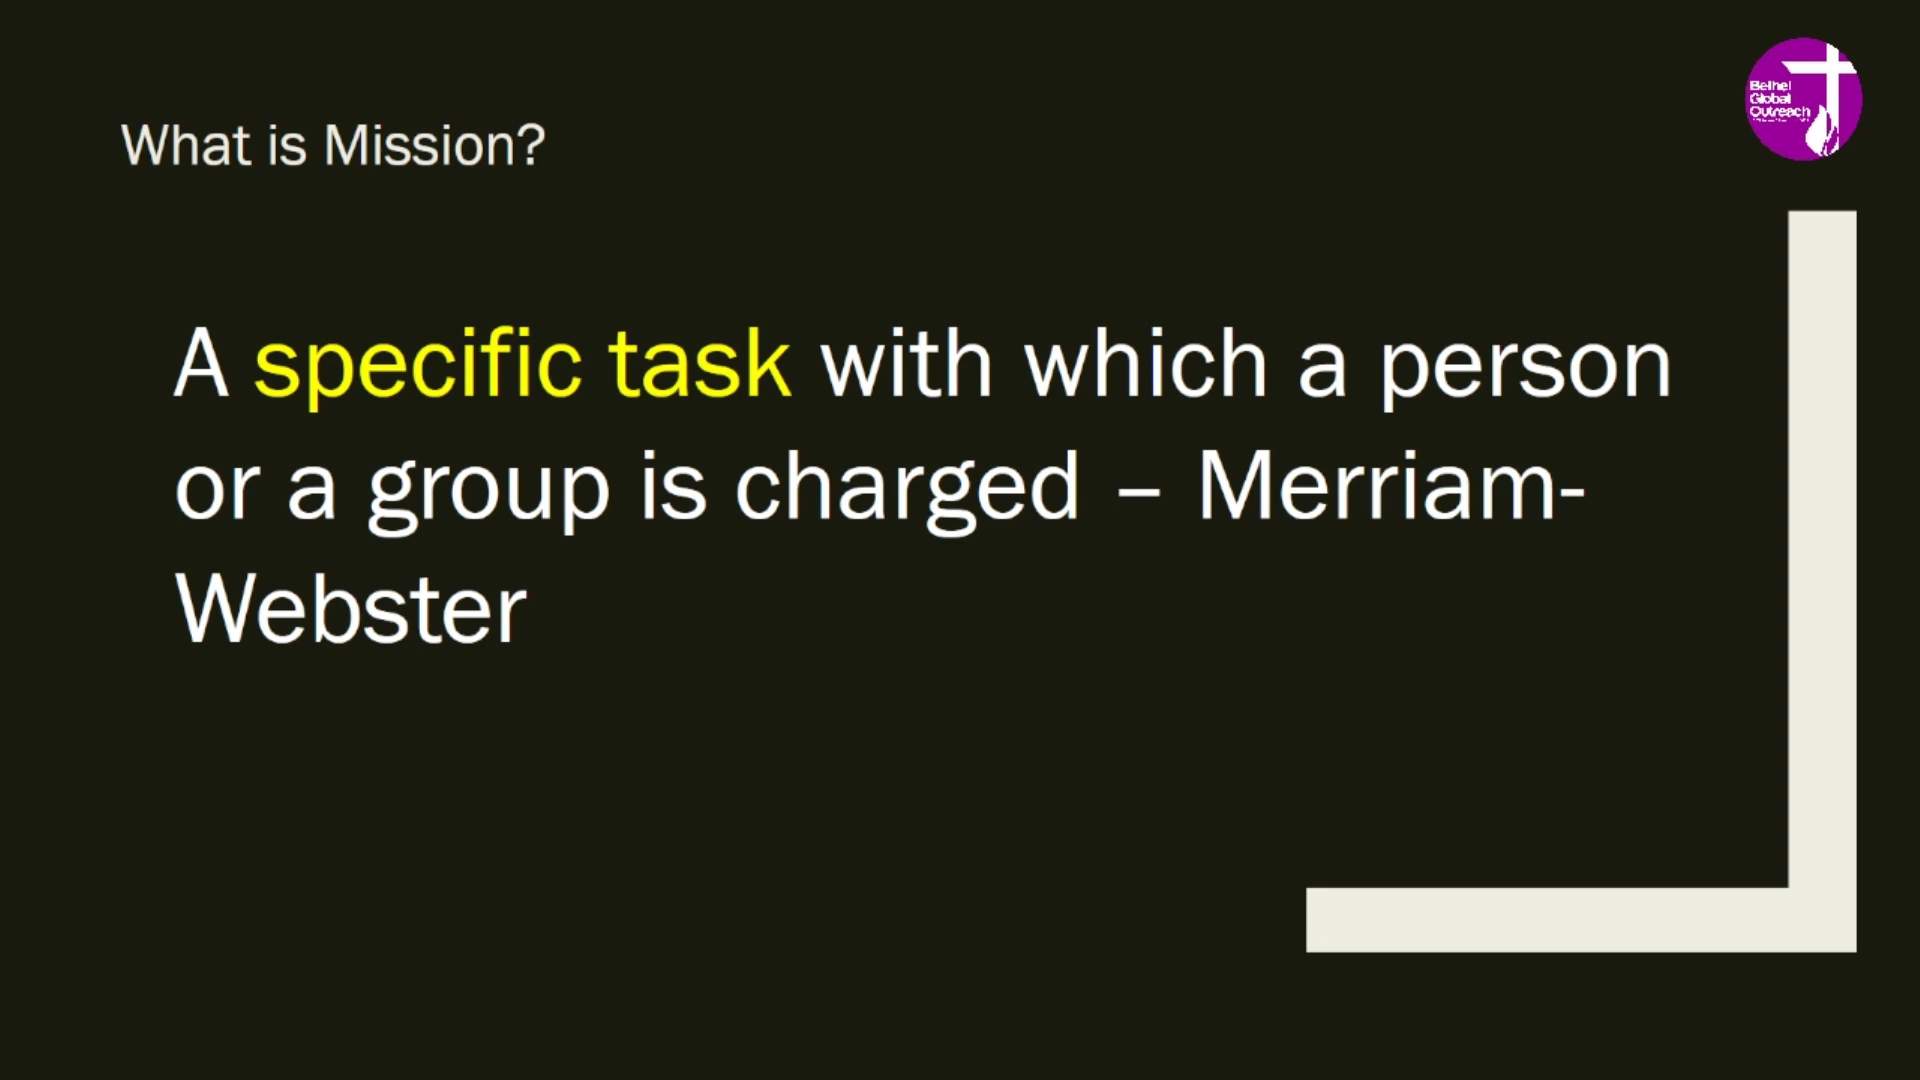 What is Mission?
Bethel
Global
Outreach
A specific task with which a person
or a group is charged – Merriam-
Webster